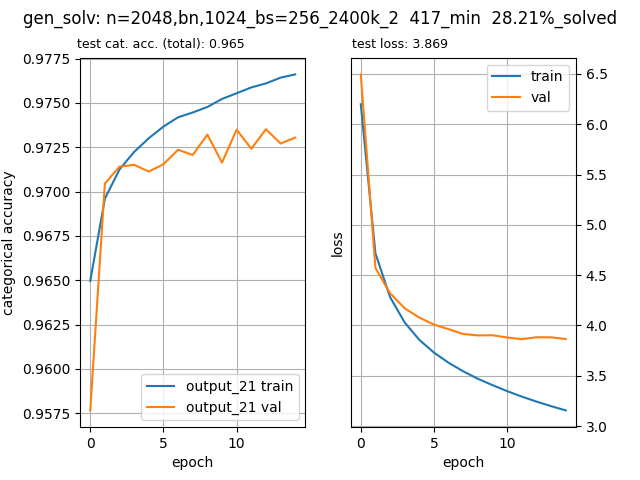 gen_solv: n=2048,bn,1024_bs=256_2400k_2  417_min  28.21%_solved
test cat. acc. (total): 0.965
0.9775
0.9750
0.9725
0.9700
0.9675
0.9650
0.9625
0.9600
0.9575
categorical accuracy
output_21 train
output_21 val
0
5
10
epoch
test loss: 3.869
train
val
6.5
6.0
5.5
5.0
4.5
4.0
3.5
3.0
loss
0
5
10
epoch